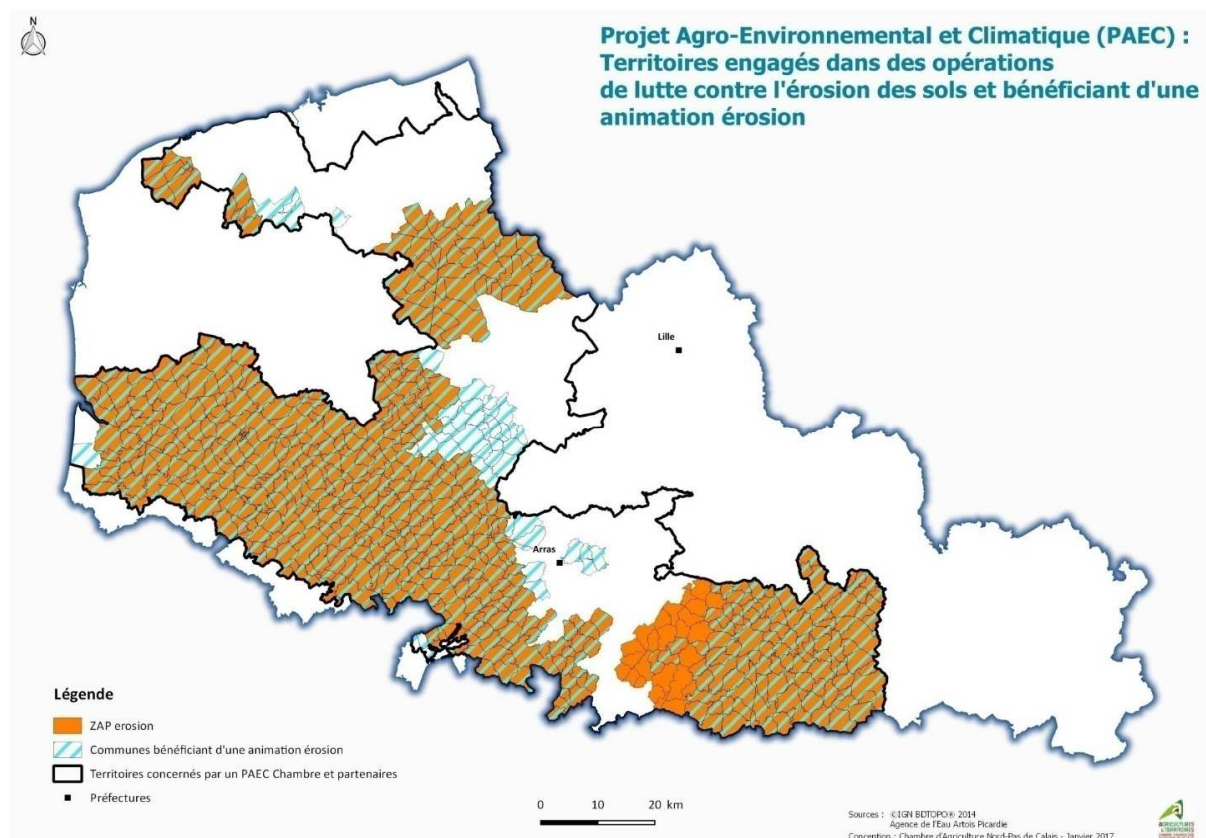 N
Projet Agro-Environnemental et Climatique (PAEC) :
Territoires engagés dans des opérations
de lutte contre l'érosion des sols et bénéficiant d'une
animation érosion
Lille
Arras
Légende
ZAP erosion
Communes bénéficiant d'une animation érosion
Territoires concernés par un PAEC Chambre et partenaires
Préfectures
0 10 20 km
Sources : ©IGN BDTOPO® 2014
Agence de l'Eau Artois Picardie
Conception : Chambre d'Agriculture Nord-Pas de Calais - Janvier 2017
AGRICULTURES
& TERRITOIRES